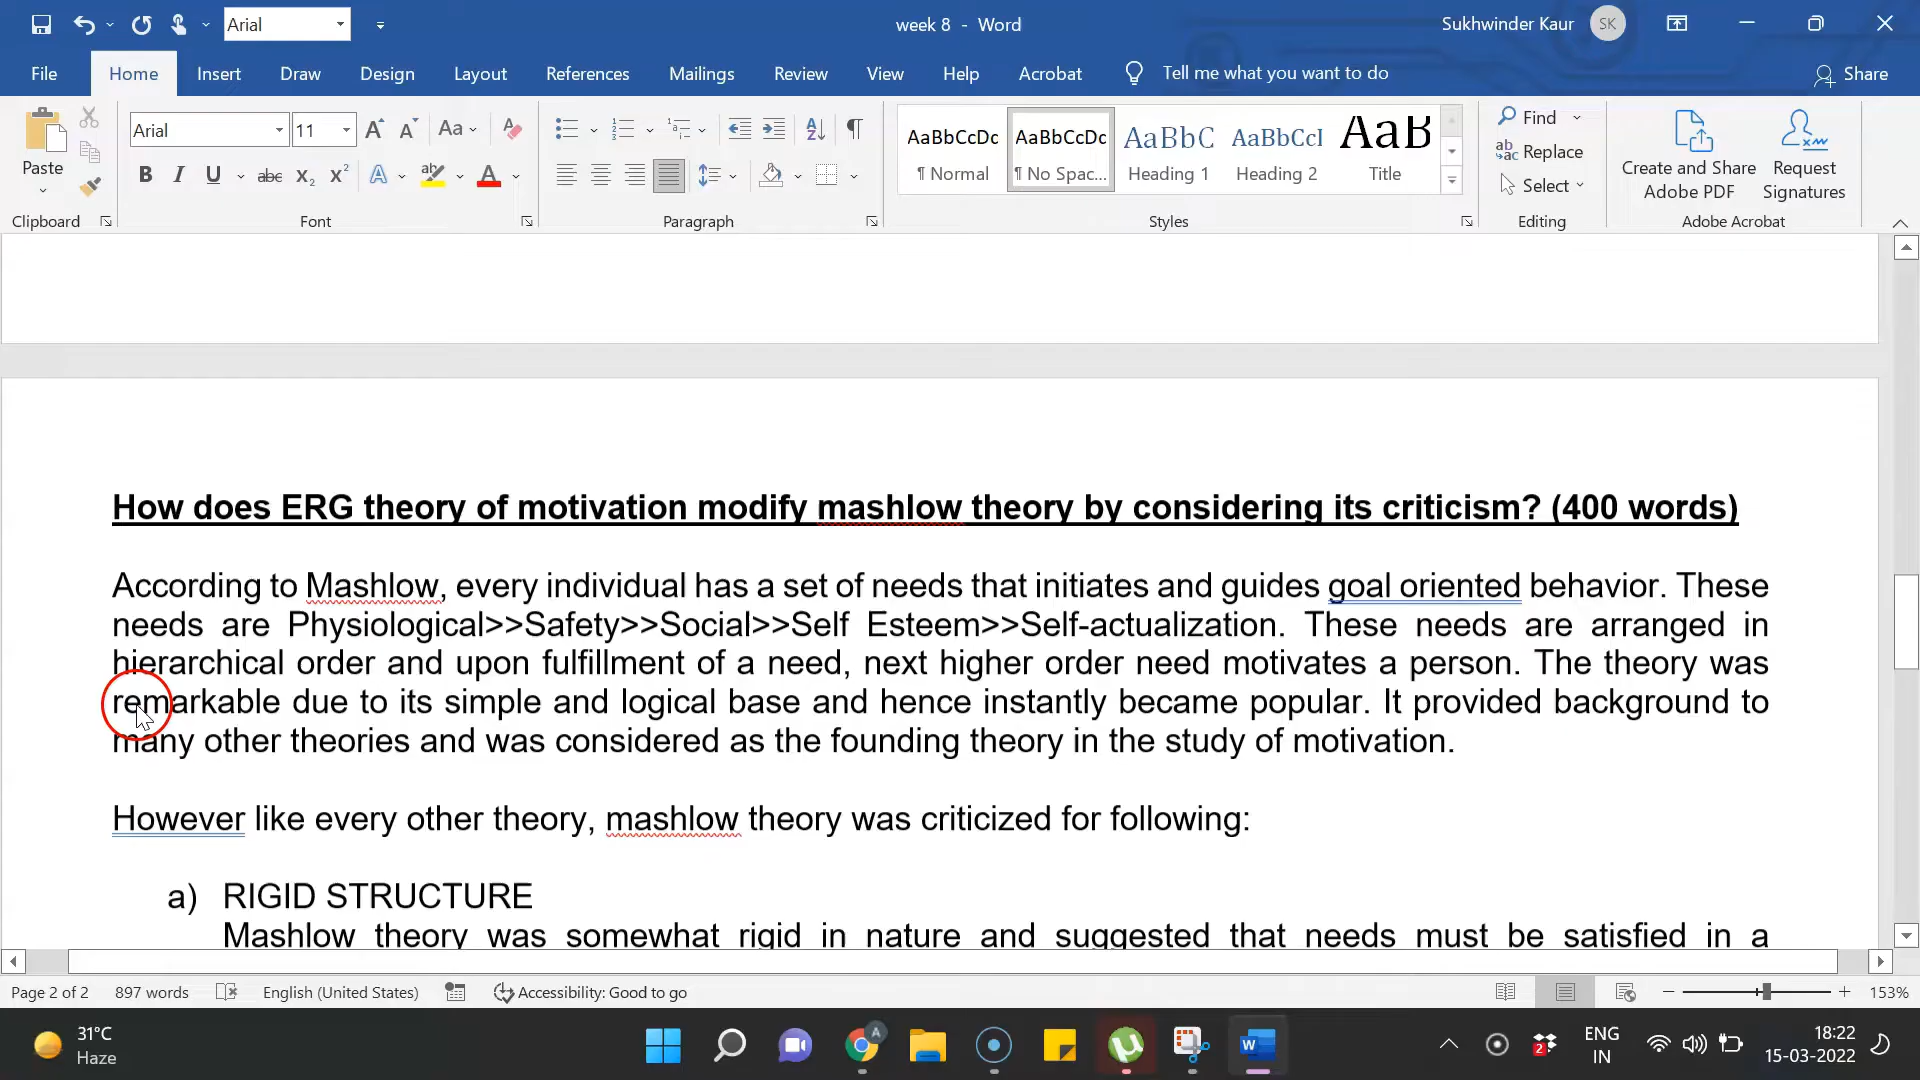 Arial
week 8 - Word
Sukhwinder Kaur
SK
File
Home
Insert
Draw
Design
Layout
References
Mailings
Review
View
Help
Acrobat
Tell me what you want to do
Share
Paste
Arial
11
Aa
B I U abc x₂ x² A ab A
AaBbCcDc
AaBbCcDc
AaBbC
AaBbCcI
AaB
¶ Normal
¶ No Spac...
Heading 1
Heading 2
Title
Find
Replace
Select
Create and Share
Adobe PDF
Request
Signatures
Clipboard
Font
Paragraph
Styles
Editing
Adobe Acrobat
How does ERG theory of motivation modify mashlow theory by considering its criticism? (400 words)
According to Mashlow, every individual has a set of needs that initiates and guides goal oriented behavior. These
needs are Physiological>>Safety>>Social>>Self Esteem>>Self-actualization. These needs are arranged in
hierarchical order and upon fulfillment of a need, next higher order need motivates a person. The theory was
remarkable due to its simple and logical base and hence instantly became popular. It provided background to
many other theories and was considered as the founding theory in the study of motivation.
However like every other theory, mashlow theory was criticized for following:
a) RIGID STRUCTURE
Mashlow theory was somewhat rigid in nature and suggested that needs must be satisfied in a
Page 2 of 2
897 words
English (United States)
Accessibility: Good to go
153%
31°C
Haze
A
W
2
ENG
IN
18:22
15-03-2022